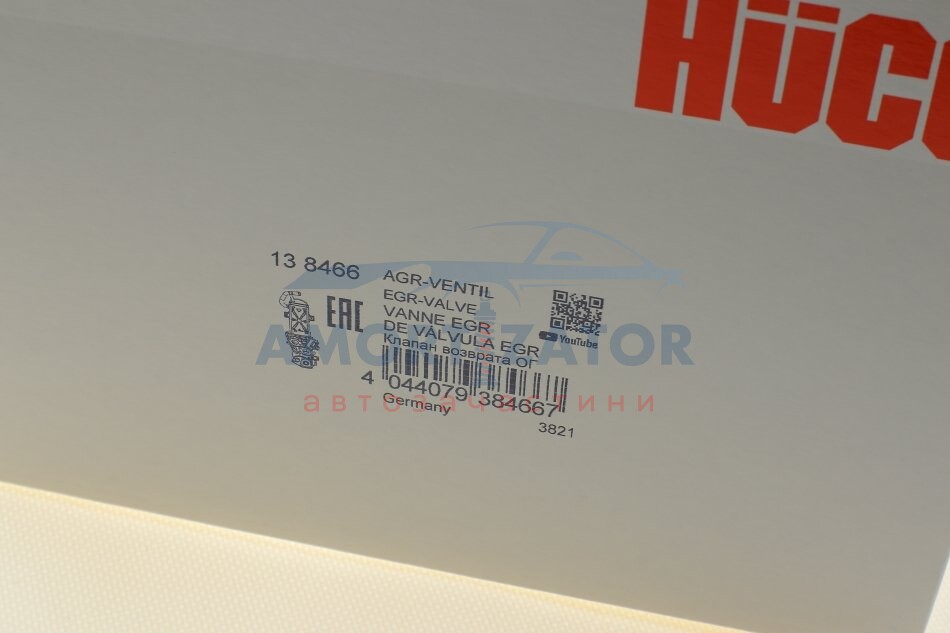 HÜCO
13 8466
AGR-VENTIL
EGR-VALVE
VANNE EGR
DE VÁLVULA EGR
Клапан возврата ОГ
EAC
YouTube
4 044079 384667
Germany
3821
AMORTIZATOR
автозапчастини